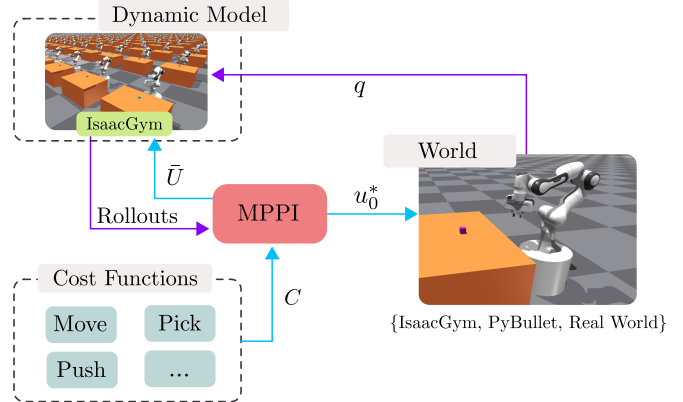 Dynamic Model
IsaacGym
q
World
Ū
Rollouts
MPPI
u₀*
Cost Functions
Move
Pick
Push
...
C
{IsaacGym, PyBullet, Real World}